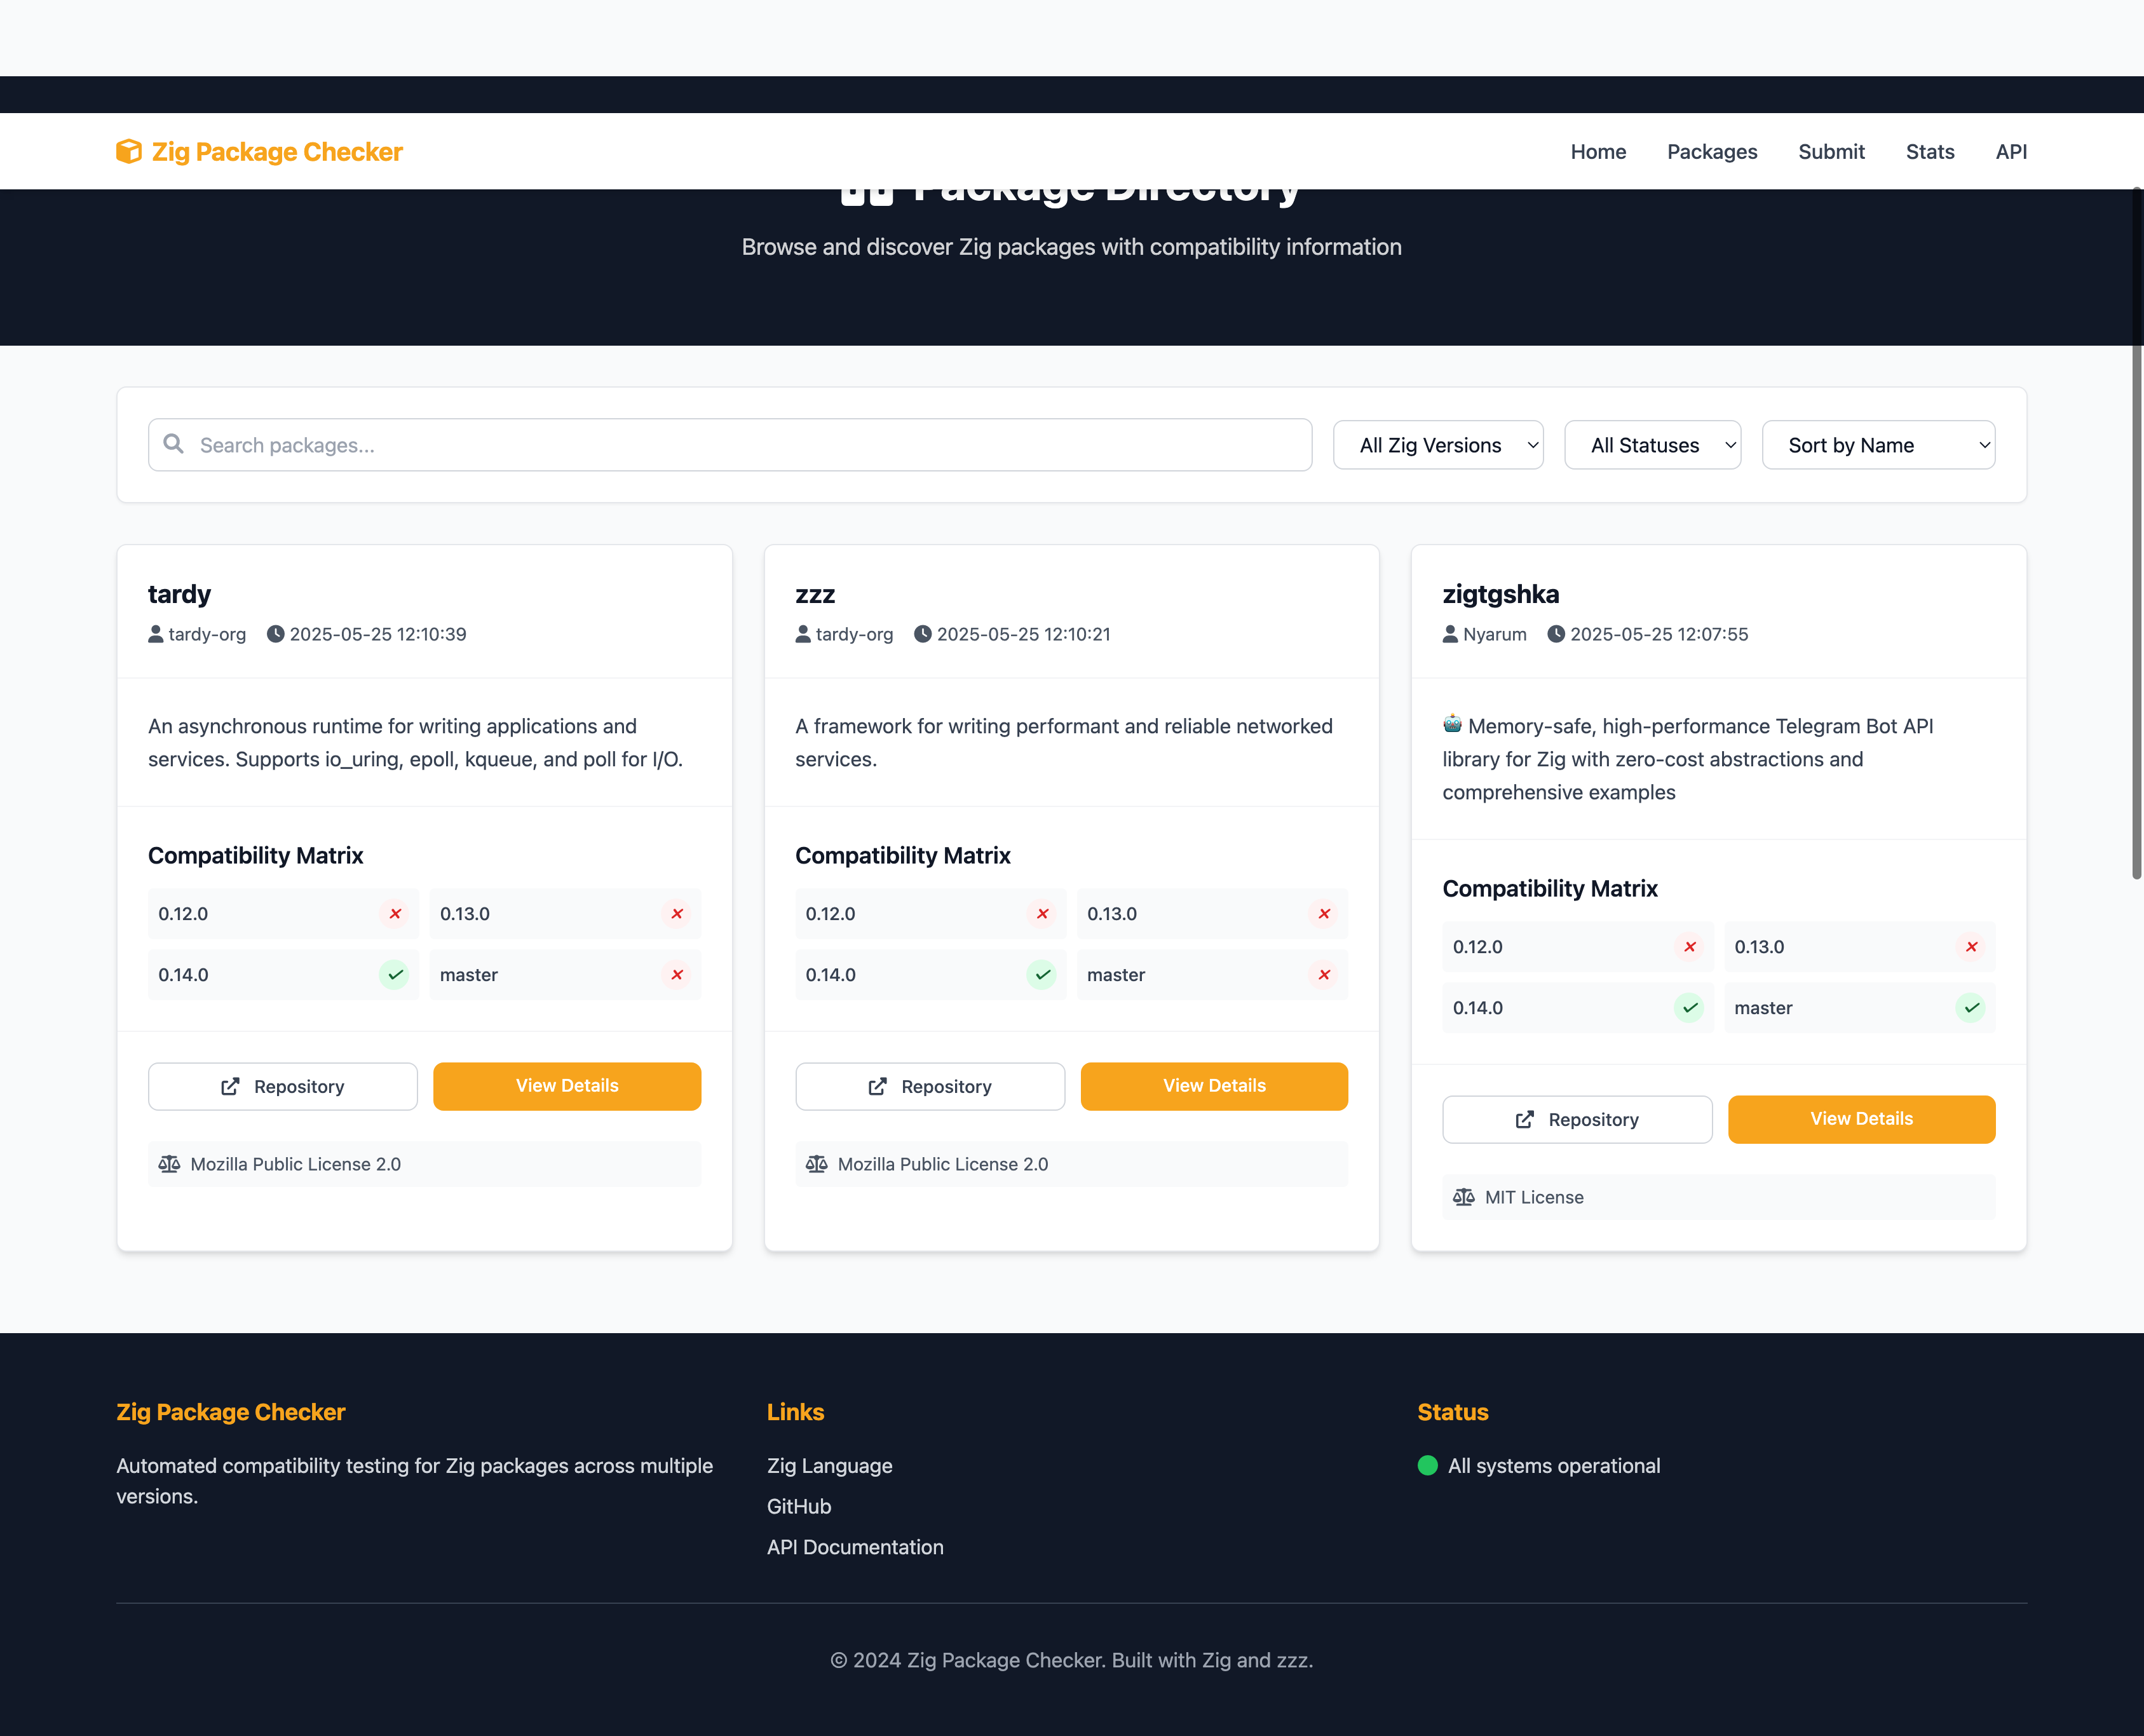 Zig Package Checker
Home
Packages
Submit
Stats
API
Package Directory
Browse and discover Zig packages with compatibility information
Search packages...
All Zig Versions
All Statuses
Sort by Name
tardy
tardy-org 2025-05-25 12:10:39
An asynchronous runtime for writing applications and
services. Supports io_uring, epoll, kqueue, and poll for I/O.
Compatibility Matrix
0.12.0
0.13.0
0.14.0
master
Repository
View Details
Mozilla Public License 2.0
zzz
tardy-org 2025-05-25 12:10:21
A framework for writing performant and reliable networked
services.
Compatibility Matrix
0.12.0
0.13.0
0.14.0
master
Repository
View Details
Mozilla Public License 2.0
zigtgshka
Nyarum 2025-05-25 12:07:55
🤖 Memory-safe, high-performance Telegram Bot API
library for Zig with zero-cost abstractions and
comprehensive examples
Compatibility Matrix
0.12.0
0.13.0
0.14.0
master
Repository
View Details
MIT License
Zig Package Checker
Automated compatibility testing for Zig packages across multiple
versions.
Links
Zig Language
GitHub
API Documentation
Status
All systems operational
© 2024 Zig Package Checker. Built with Zig and zzz.